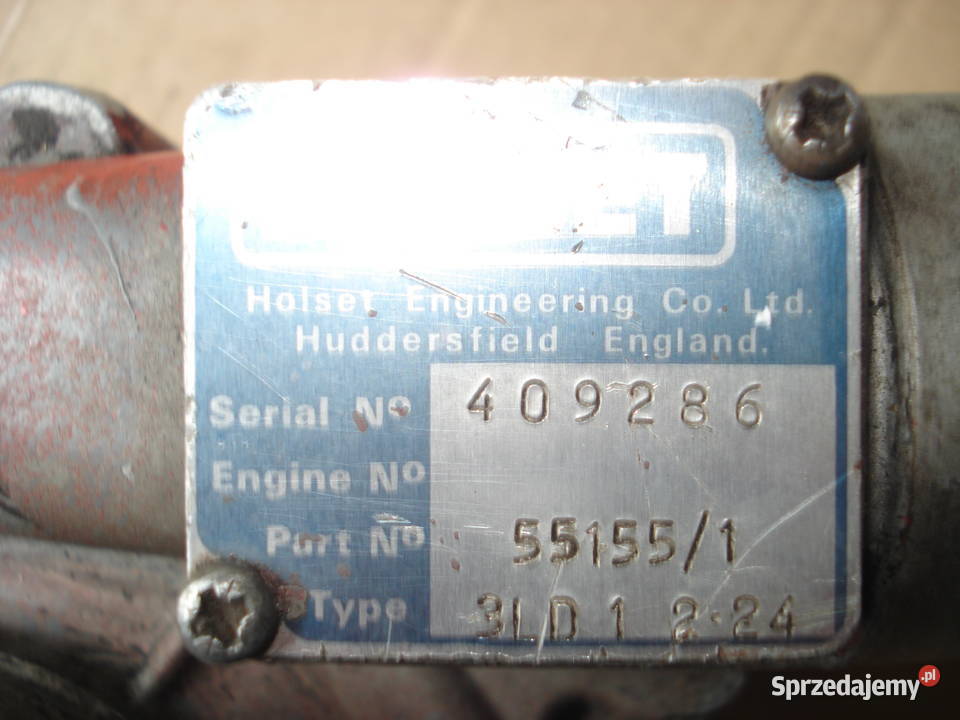 Holset Engineering Co. Ltd.
Huddersfield England.
Serial Nº 409286
Engine Nº
Part Nº 55155/1
Type 3LD 1 2·24
Sprzedajemy.pl